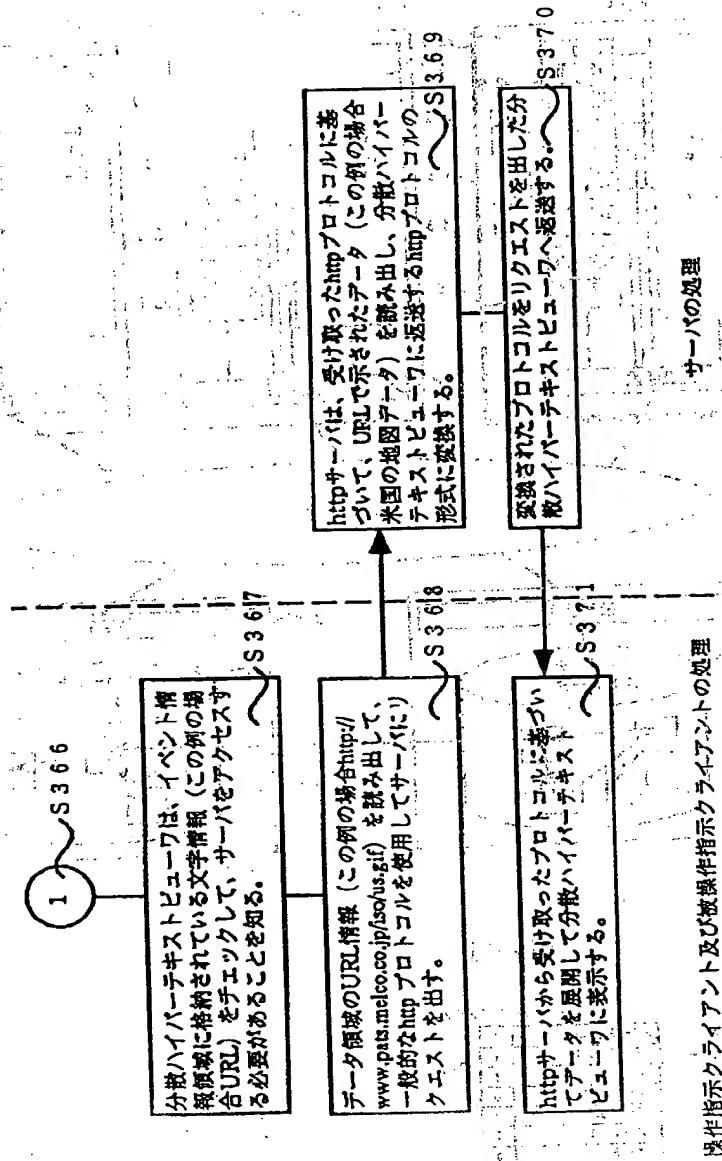 1
S366
分散ハイパーテキストビューワは、イベント情
報領域に格納されている文字情報(この例の場
合URL)をチェックして、サーバをアクセスす
る必要があることを知る。
S367
データ領域のURL情報(この例の場合http://
www.pats.melco.co.jp/iso/us.gif)を読み出して、
一般的なhttpプロトコルを使用してサーバにリ
クエストを出す。
S368
httpサーバは、受け取ったhttpプロトコルに基
づいて、URLで示されたデータ(この例の場合
米国の地図データ)を読み出し、分散ハイパー
テキストビューワに返送するhttpプロトコルの
形式に変換する。
S369
変換されたプロトコルをリクエストを出した分
散ハイパーテキストビューワへ返送する。
S370
httpサーバから受け取ったプロトコルに基づい
てデータを展開して分散ハイパーテキスト
ビューワに表示する。
S371
操作指示クライアント及び被操作指示クライアントの処理
サーバの処理